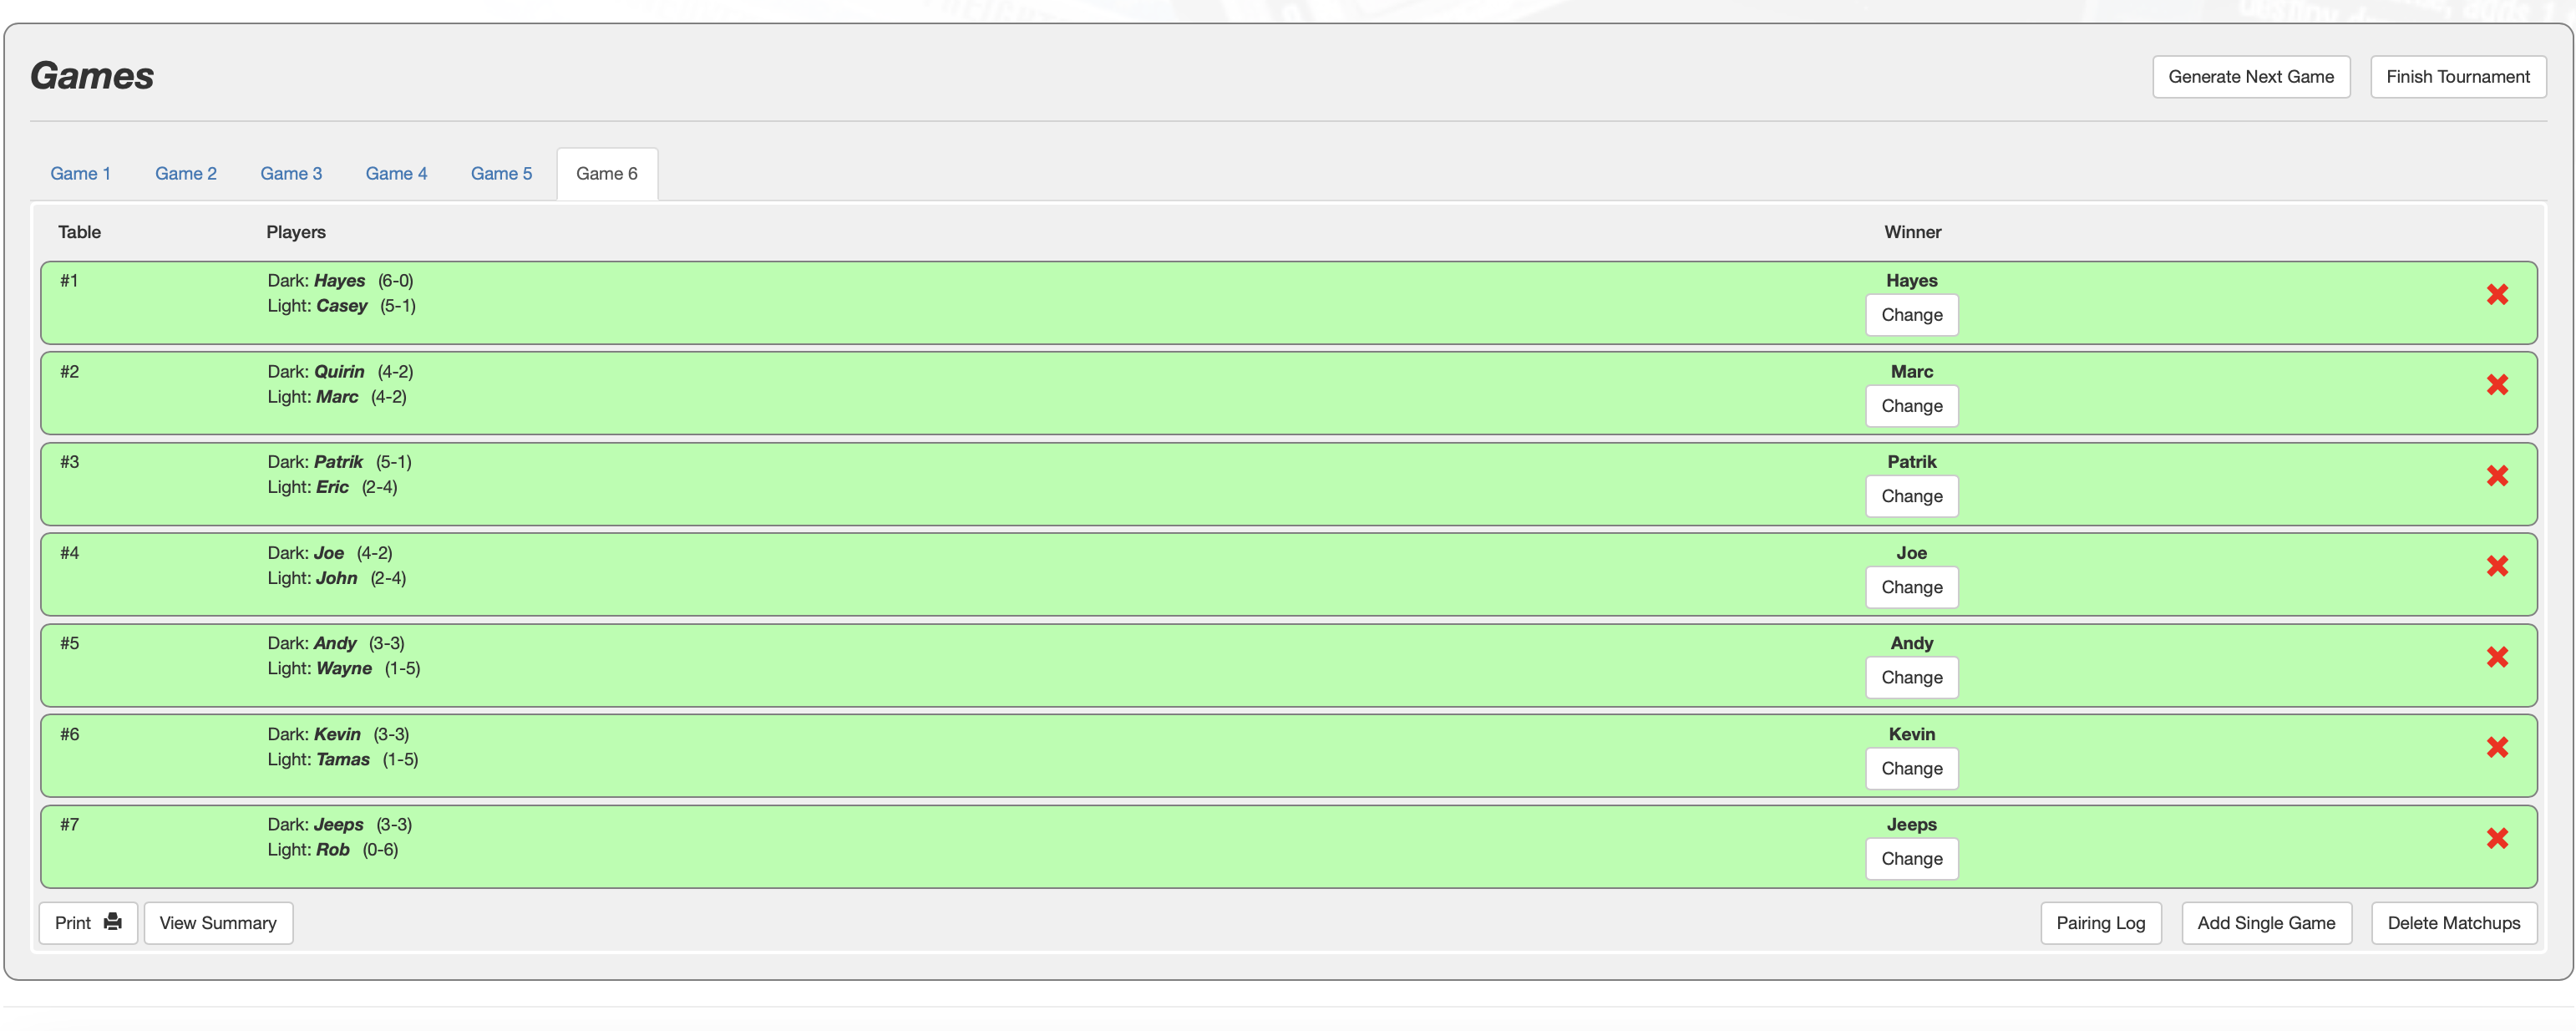 Games
Generate Next Game
Finish Tournament
Game 1 Game 2 Game 3 Game 4 Game 5 Game 6
Table Players Winner
#1 Dark: Hayes (6-0) Hayes
Light: Casey (5-1)
Change
#2 Dark: Quirin (4-2) Marc
Light: Marc (4-2)
Change
#3 Dark: Patrik (5-1) Patrik
Light: Eric (2-4)
Change
#4 Dark: Joe (4-2) Joe
Light: John (2-4)
Change
#5 Dark: Andy (3-3) Andy
Light: Wayne (1-5)
Change
#6 Dark: Kevin (3-3) Kevin
Light: Tamas (1-5)
Change
#7 Dark: Jeeps (3-3) Jeeps
Light: Rob (0-6)
Change
Print View Summary Pairing Log Add Single Game Delete Matchups